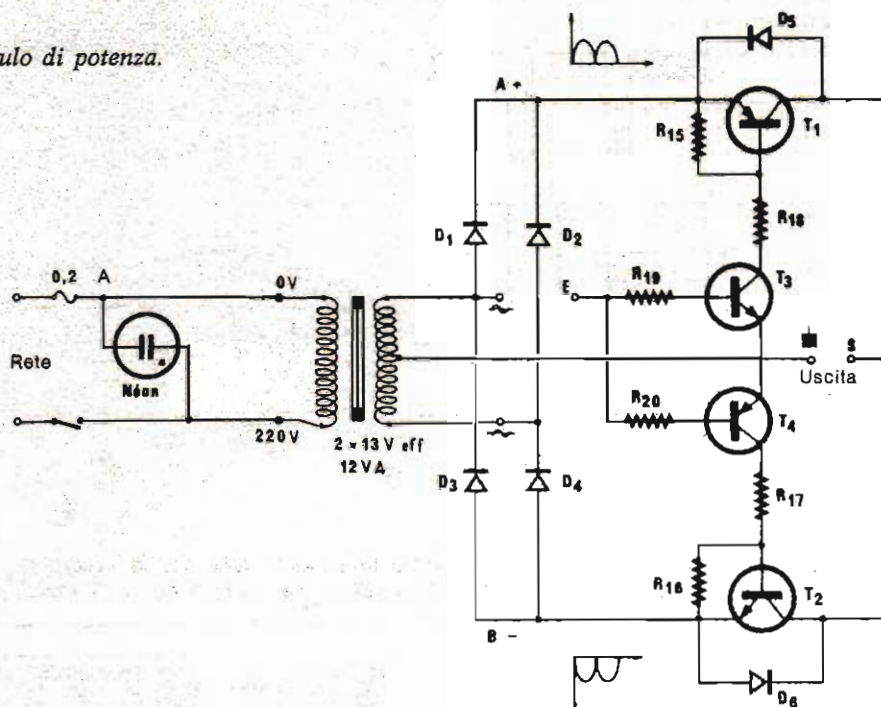 ulo di potenza.
D5
A +
T1
R15
R18
D1
D2
0,2
A
0V
E
R19
T3
Rete
Néon
S
Uscita
R20
T4
220V
2 × 13 V eff
12 VA
D3
D4
R17
R16
T2
B −
D6